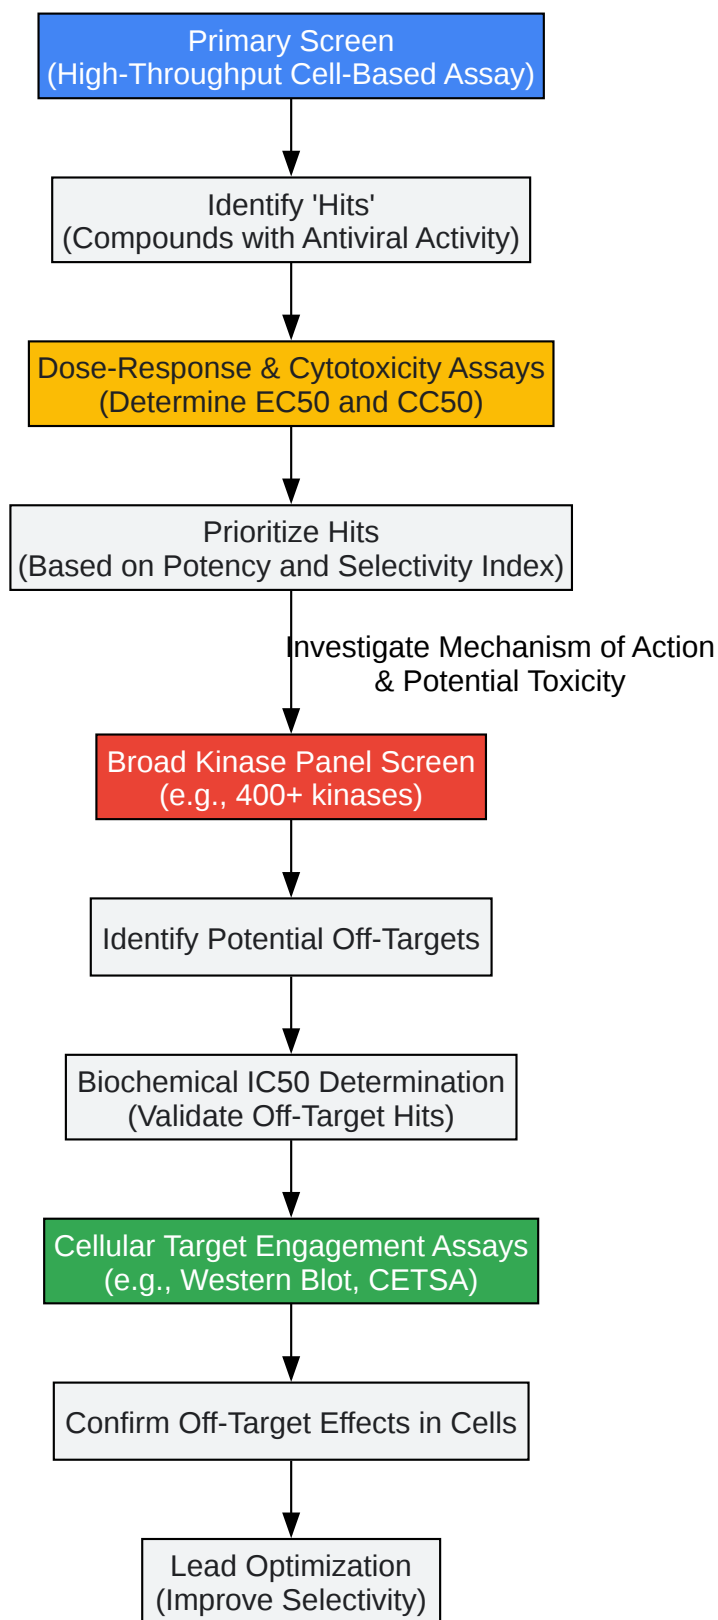 Primary Screen
(High-Throughput Cell-Based Assay)
Identify 'Hits'
(Compounds with Antiviral Activity)
Dose-Response & Cytotoxicity Assays
(Determine EC50 and CC50)
Prioritize Hits
(Based on Potency and Selectivity Index)
Investigate Mechanism of Action
& Potential Toxicity
Broad Kinase Panel Screen
(e.g., 400+ kinases)
Identify Potential Off-Targets
Biochemical IC50 Determination
(Validate Off-Target Hits)
Cellular Target Engagement Assays
(e.g., Western Blot, CETSA)
Confirm Off-Target Effects in Cells
Lead Optimization
(Improve Selectivity)